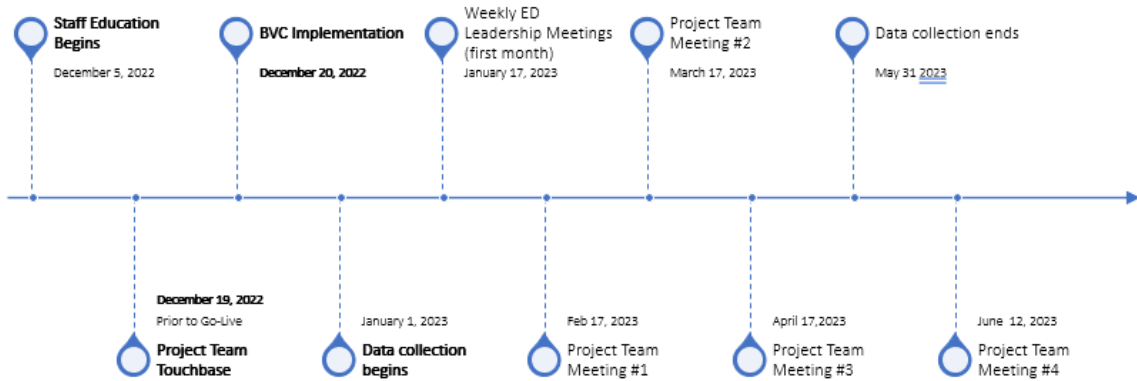 Staff Education
Begins
December 5, 2022
BVC Implementation
December 20, 2022
Weekly ED
Leadership Meetings
(first month)
January 17, 2023
Project Team
Meeting #2
March 17, 2023
Data collection ends
May 31 2023
December 19, 2022
Prior to Go-Live
Project Team
Touchbase
January 1, 2023
Data collection
begins
Feb 17, 2023
Project Team
Meeting #1
April 17,2023
Project Team
Meeting #3
June  12, 2023
Project Team
Meeting #4